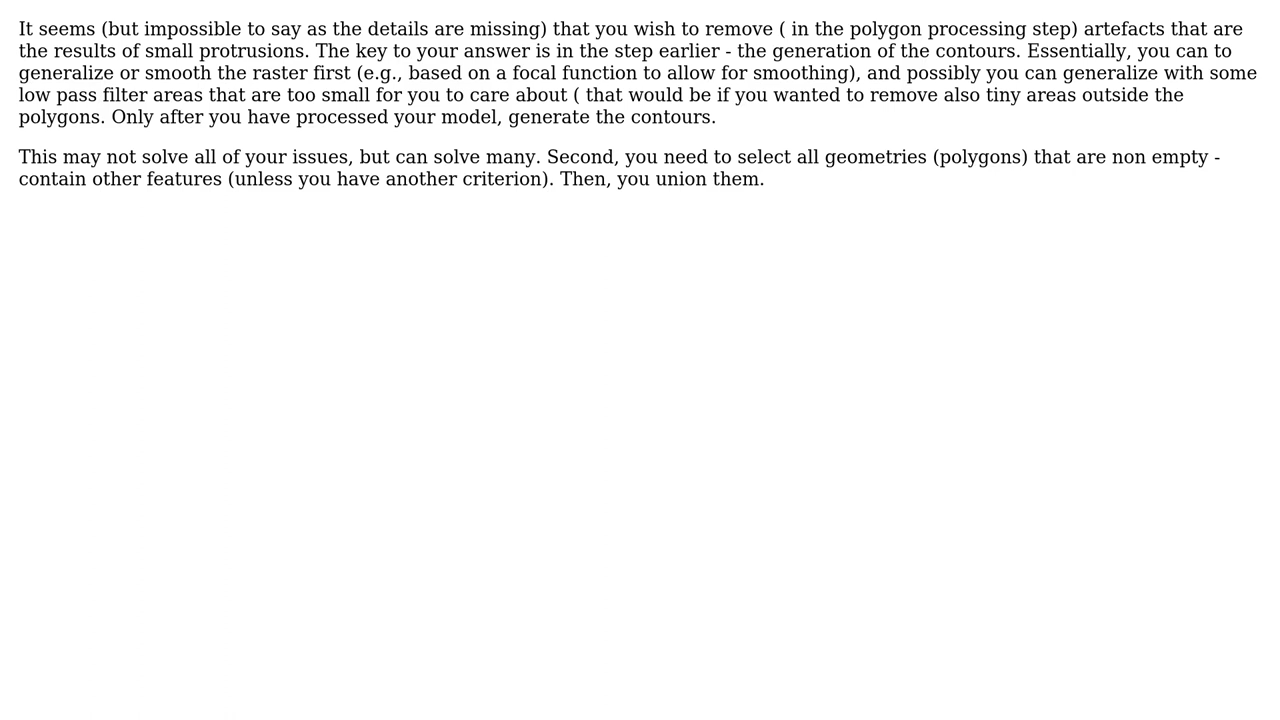 It seems (but impossible to say as the details are missing) that you wish to remove ( in the polygon processing step) artefacts that are
the results of small protrusions. The key to your answer is in the step earlier - the generation of the contours. Essentially, you can to
generalize or smooth the raster first (e.g., based on a focal function to allow for smoothing), and possibly you can generalize with some
low pass filter areas that are too small for you to care about ( that would be if you wanted to remove also tiny areas outside the
polygons. Only after you have processed your model, generate the contours.
This may not solve all of your issues, but can solve many. Second, you need to select all geometries (polygons) that are non empty -
contain other features (unless you have another criterion). Then, you union them.